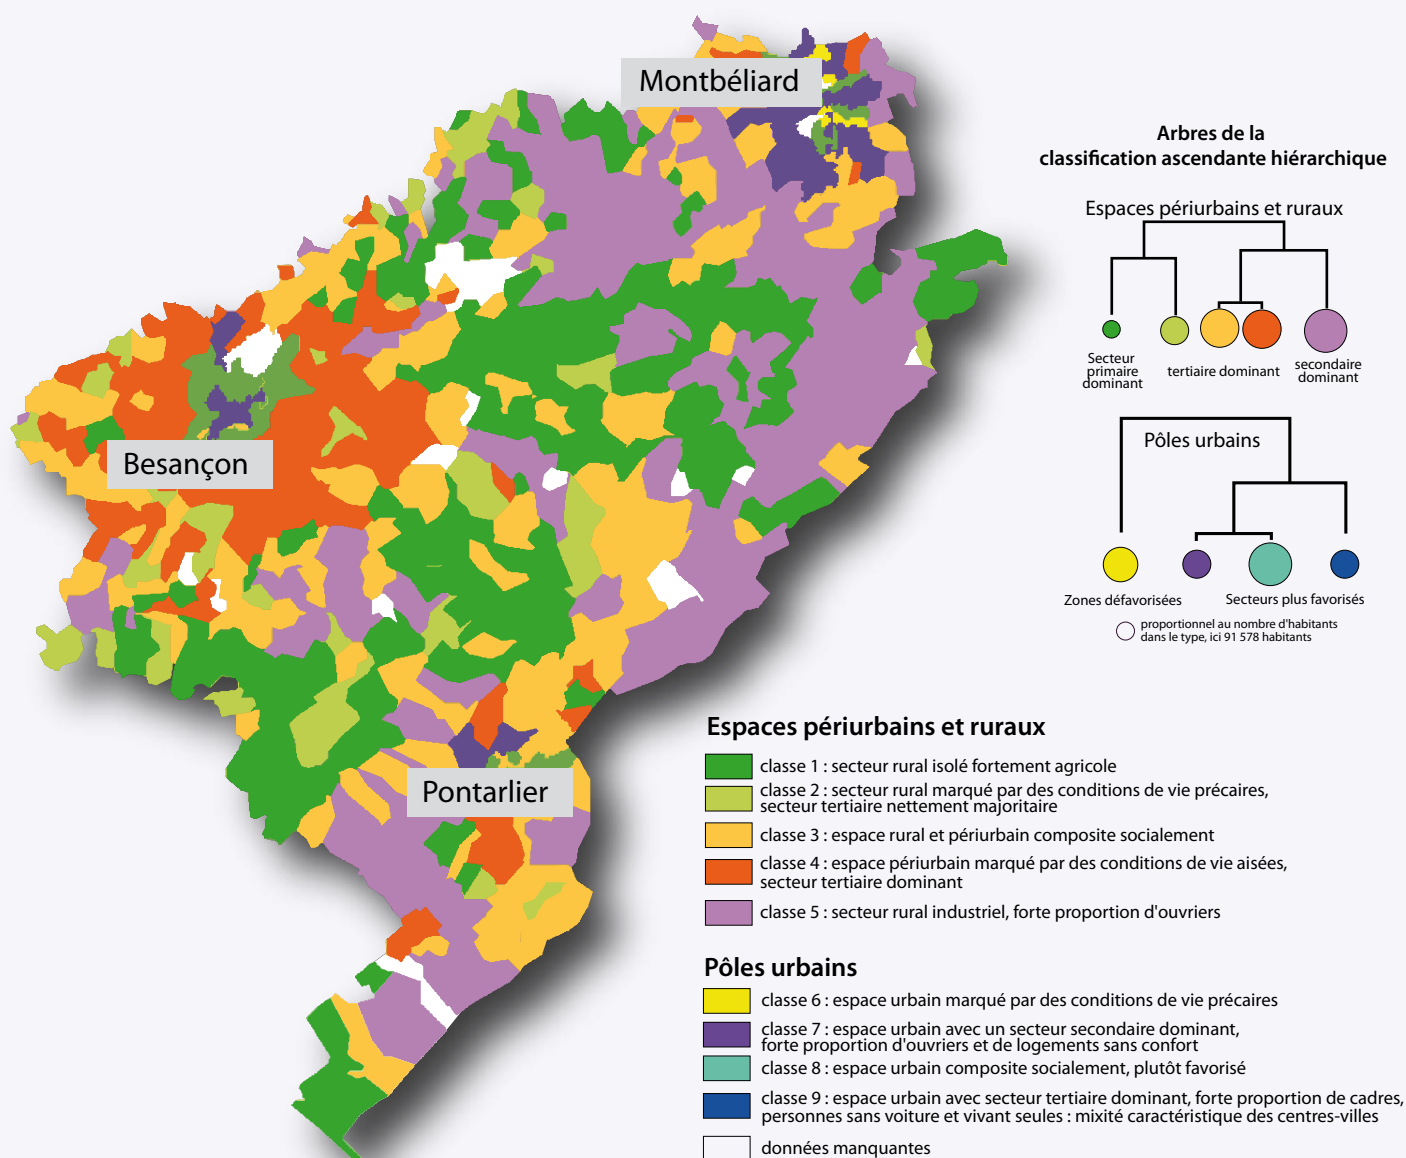 Montbéliard
Besançon
Pontarlier
Arbres de la
classification ascendante hiérarchique
Espaces périurbains et ruraux
Secteur
primaire
dominant
tertiaire dominant
secondaire
dominant
Pôles urbains
Zones défavorisées
Secteurs plus favorisés
proportionnel au nombre d'habitants
dans le type, ici 91 578 habitants
Espaces périurbains et ruraux
classe 1 : secteur rural isolé fortement agricole
classe 2 : secteur rural marqué par des conditions de vie précaires,
secteur tertiaire nettement majoritaire
classe 3 : espace rural et périurbain composite socialement
classe 4 : espace périurbain marqué par des conditions de vie aisées,
secteur tertiaire dominant
classe 5 : secteur rural industriel, forte proportion d'ouvriers
Pôles urbains
classe 6 : espace urbain marqué par des conditions de vie précaires
classe 7 : espace urbain avec un secteur secondaire dominant,
forte proportion d'ouvriers et de logements sans confort
classe 8 : espace urbain composite socialement, plutôt favorisé
classe 9 : espace urbain avec secteur tertiaire dominant, forte proportion de cadres,
personnes sans voiture et vivant seules : mixité caractéristique des centres-villes
données manquantes